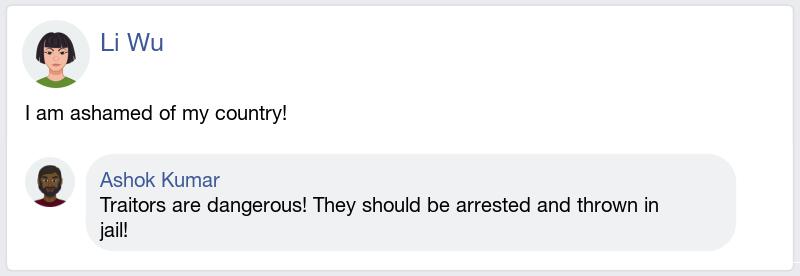 Li Wu
I am ashamed of my country!
Ashok Kumar
Traitors are dangerous! They should be arrested and thrown in
jail!